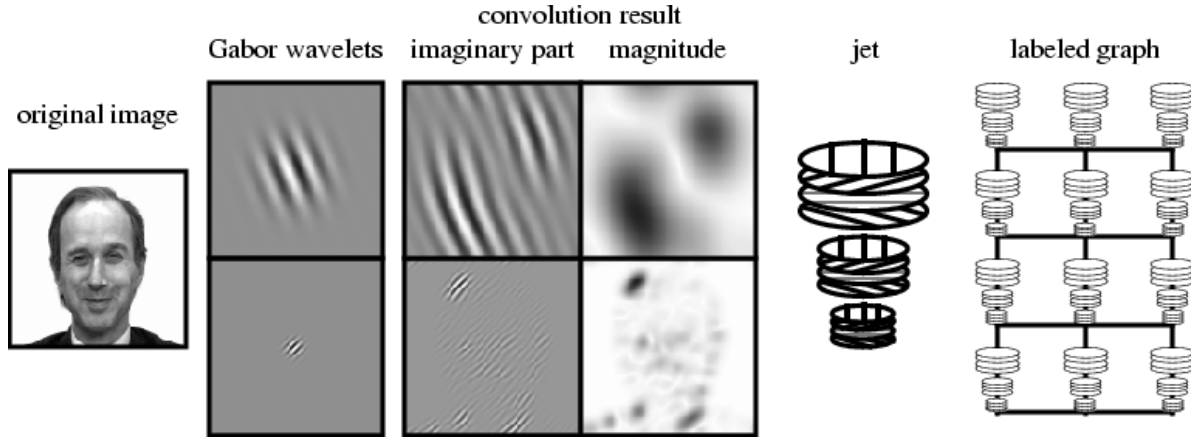 convolution result
Gabor wavelets imaginary part magnitude jet labeled graph
original image